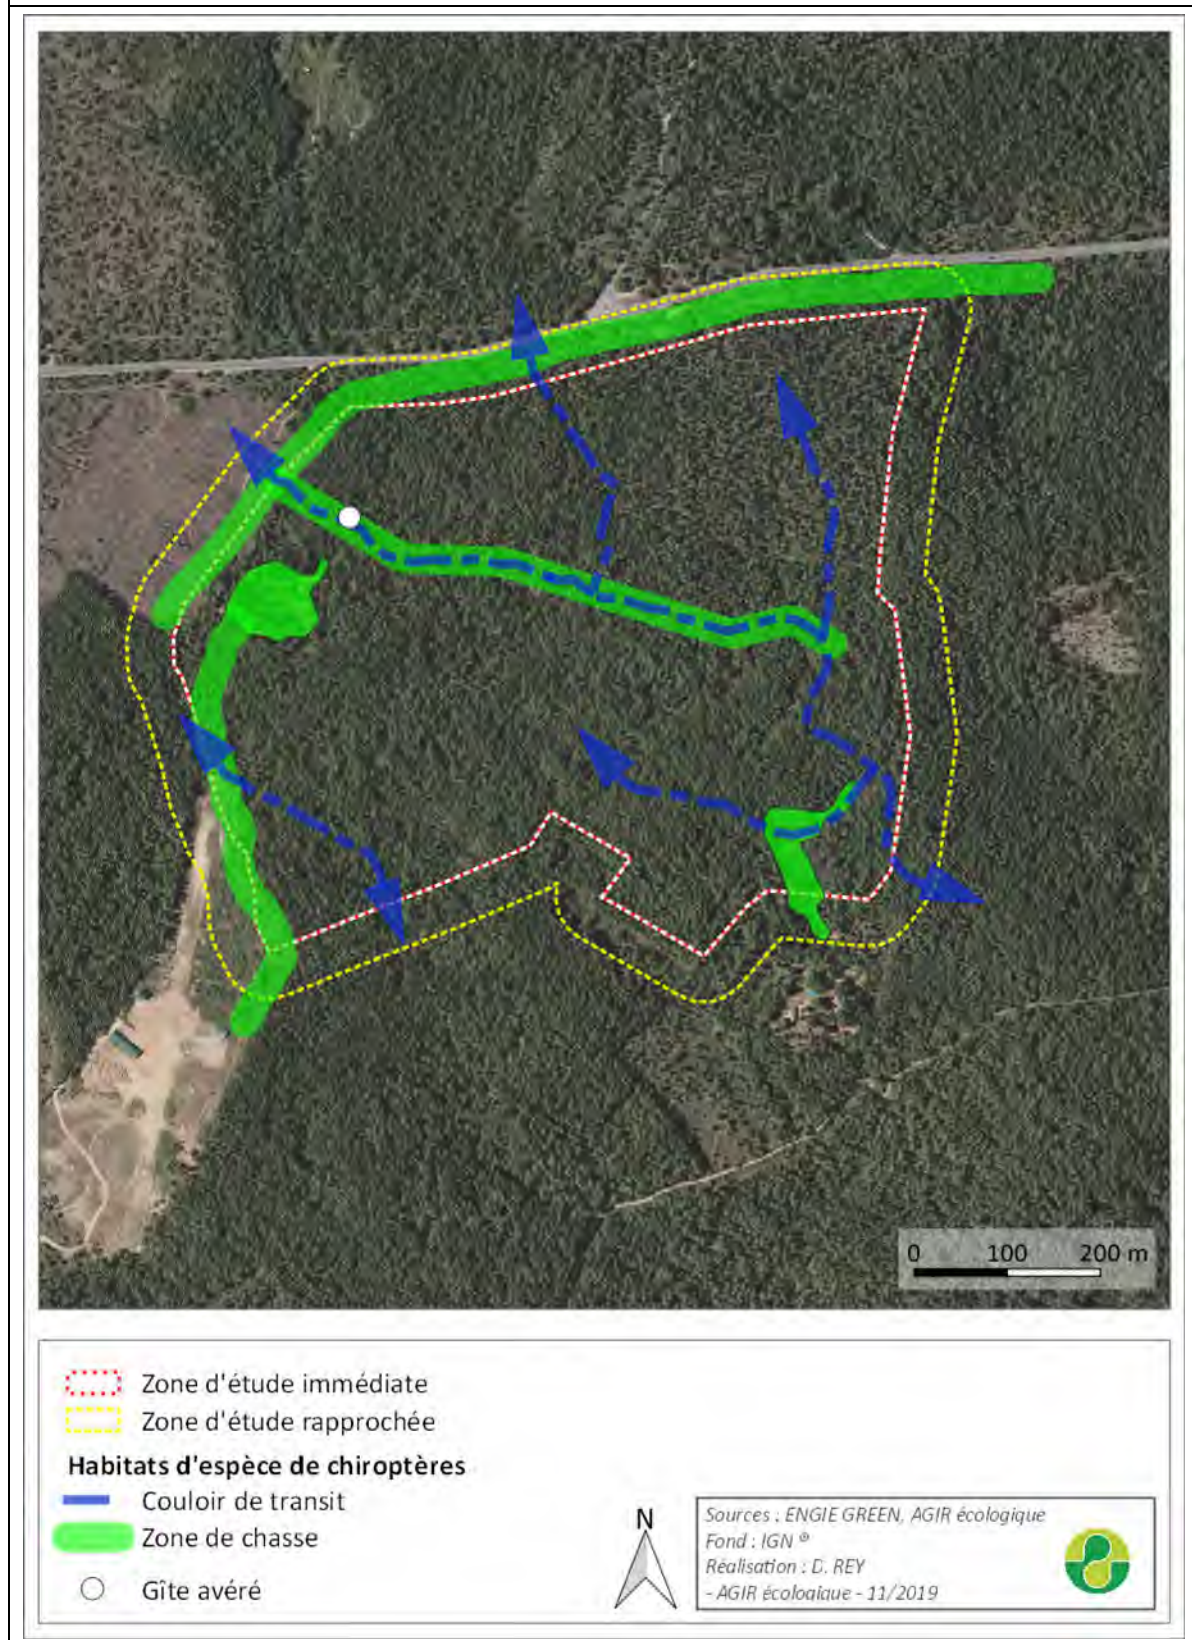 0 100 200 m
Zone d'étude immédiate
Zone d'étude rapprochée
Habitats d'espèce de chiroptères
Couloir de transit
Zone de chasse
Gîte avéré
N
Sources : ENGIE GREEN, AGIR écologique
Fond : IGN ®
Réalisation : D. REY
- AGIR écologique - 11/2019